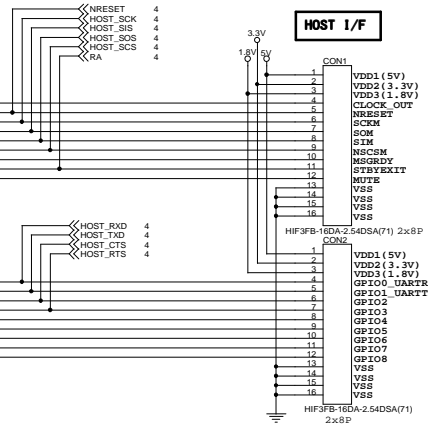 NRESET 4
HOST_SCK 4
HOST_SIS 4
HOST_SOS 4
HOST_SCS 4
RA 4
HOST I/F
3.3V
1.8V 5V
CON1
1 VDD1(5V)
2 VDD2(3.3V)
3 VDD3(1.8V)
4 CLOCK_OUT
5 NRESET
6 SCKM
7 SOM
8 SIM
9 NSCSM
10 MSGRDY
11 STBYEXIT
12 MUTE
13 VSS
14 VSS
15 VSS
16 VSS
HIF3FB-16DA-2.54DSA(71) 2x8P
HOST_RXD 4
HOST_TXD 4
HOST_CTS 4
HOST_RTS 4
CON2
1 VDD1(5V)
2 VDD2(3.3V)
3 VDD3(1.8V)
4 GPIO0_UARTR
5 GPIO1_UARTT
6 GPIO2
7 GPIO3
8 GPIO4
9 GPIO5
10 GPIO6
11 GPIO7
12 GPIO8
13 VSS
14 VSS
15 VSS
16 VSS
HIF3FB-16DA-2.54DSA(71)
2x8P